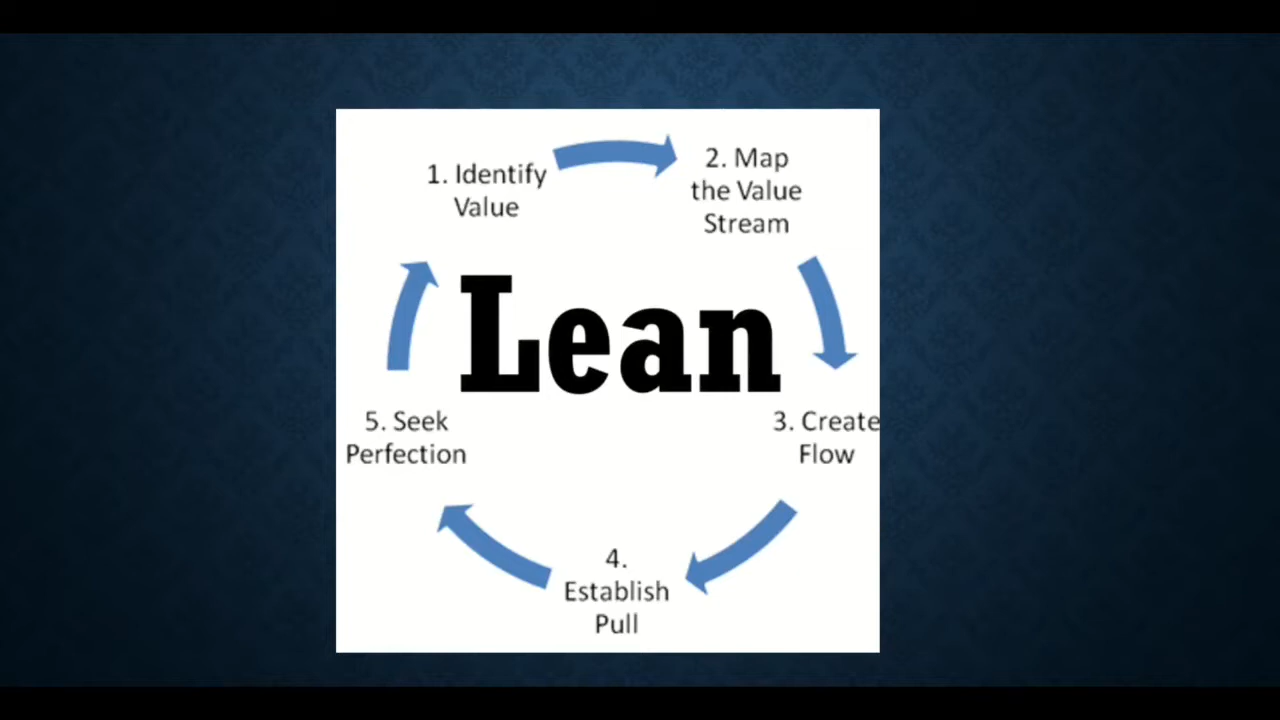 1. Identify
Value
2. Map
the Value
Stream
Lean
3. Create
Flow
4.
Establish
Pull
5. Seek
Perfection